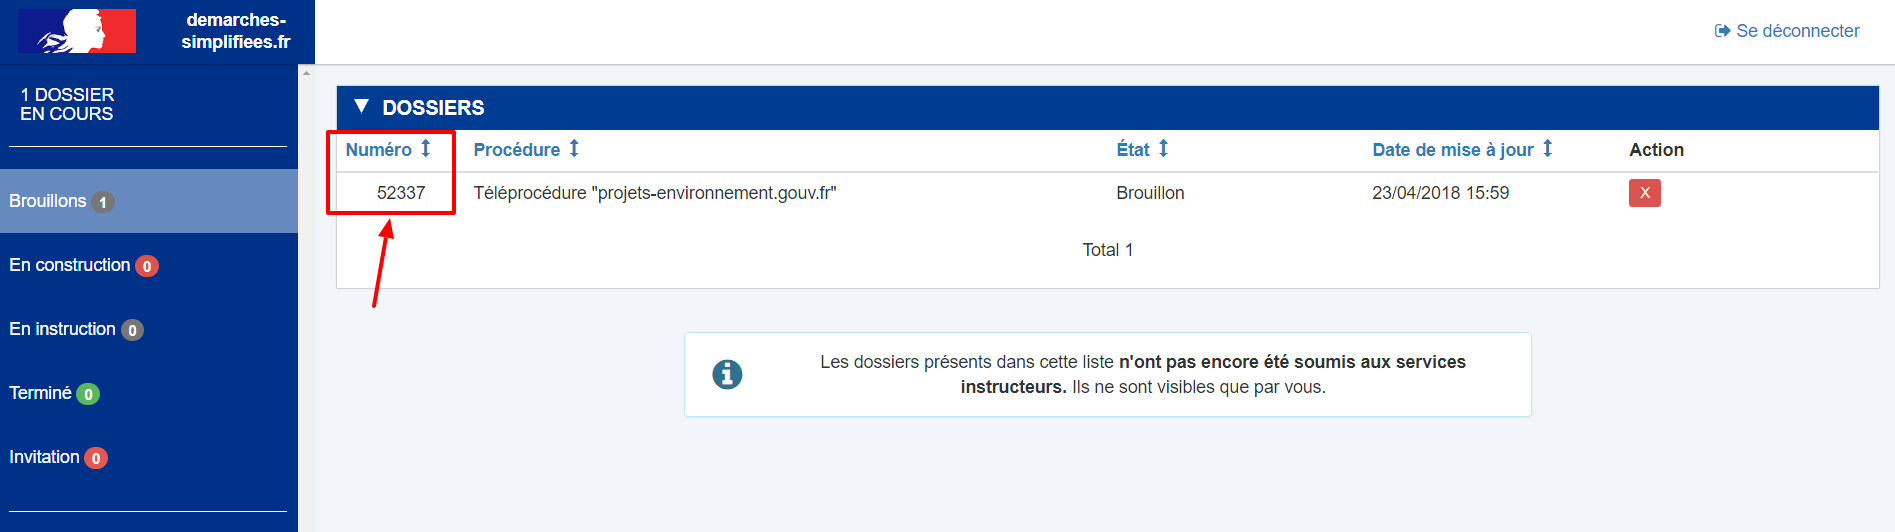 demarches-
simplifiees.fr
Se déconnecter
1 DOSSIER
EN COURS
Brouillons 1
En construction 0
En instruction 0
Terminé 0
Invitation 0
DOSSIERS
Numéro Procédure État Date de mise à jour Action
52337 Téléprocédure "projets-environnement.gouv.fr" Brouillon 23/04/2018 15:59 X
Total 1
Les dossiers présents dans cette liste n'ont pas encore été soumis aux services
instructeurs. Ils ne sont visibles que par vous.